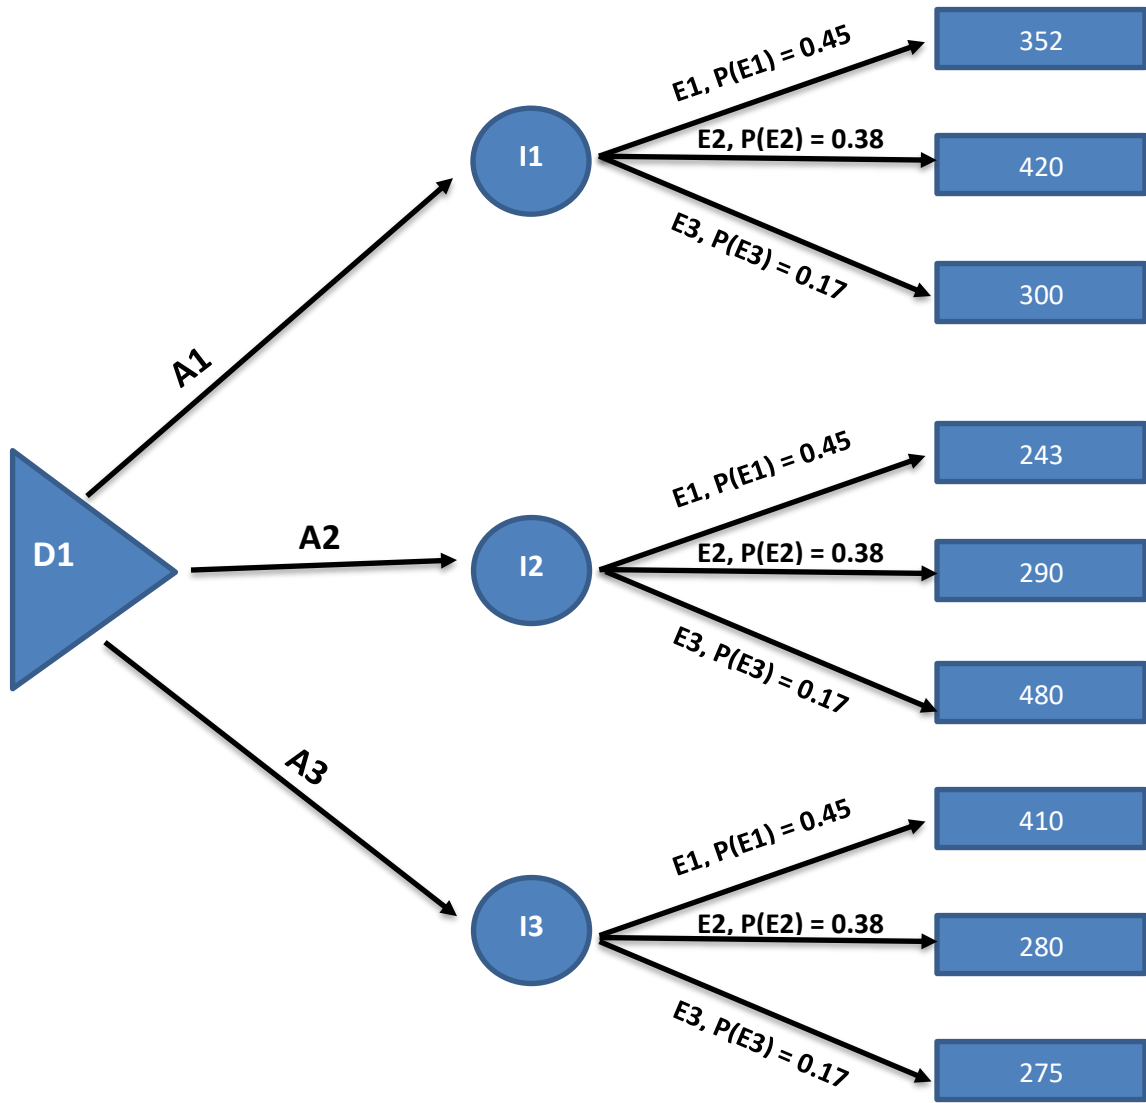 E1, P(E1) = 0.45
352
I1
E2, P(E2) = 0.38
420
E3, P(E3) = 0.17
300
A1
E1, P(E1) = 0.45
243
D1
A2
I2
E2, P(E2) = 0.38
290
E3, P(E3) = 0.17
480
A3
E1, P(E1) = 0.45
410
I3
E2, P(E2) = 0.38
280
E3, P(E3) = 0.17
275